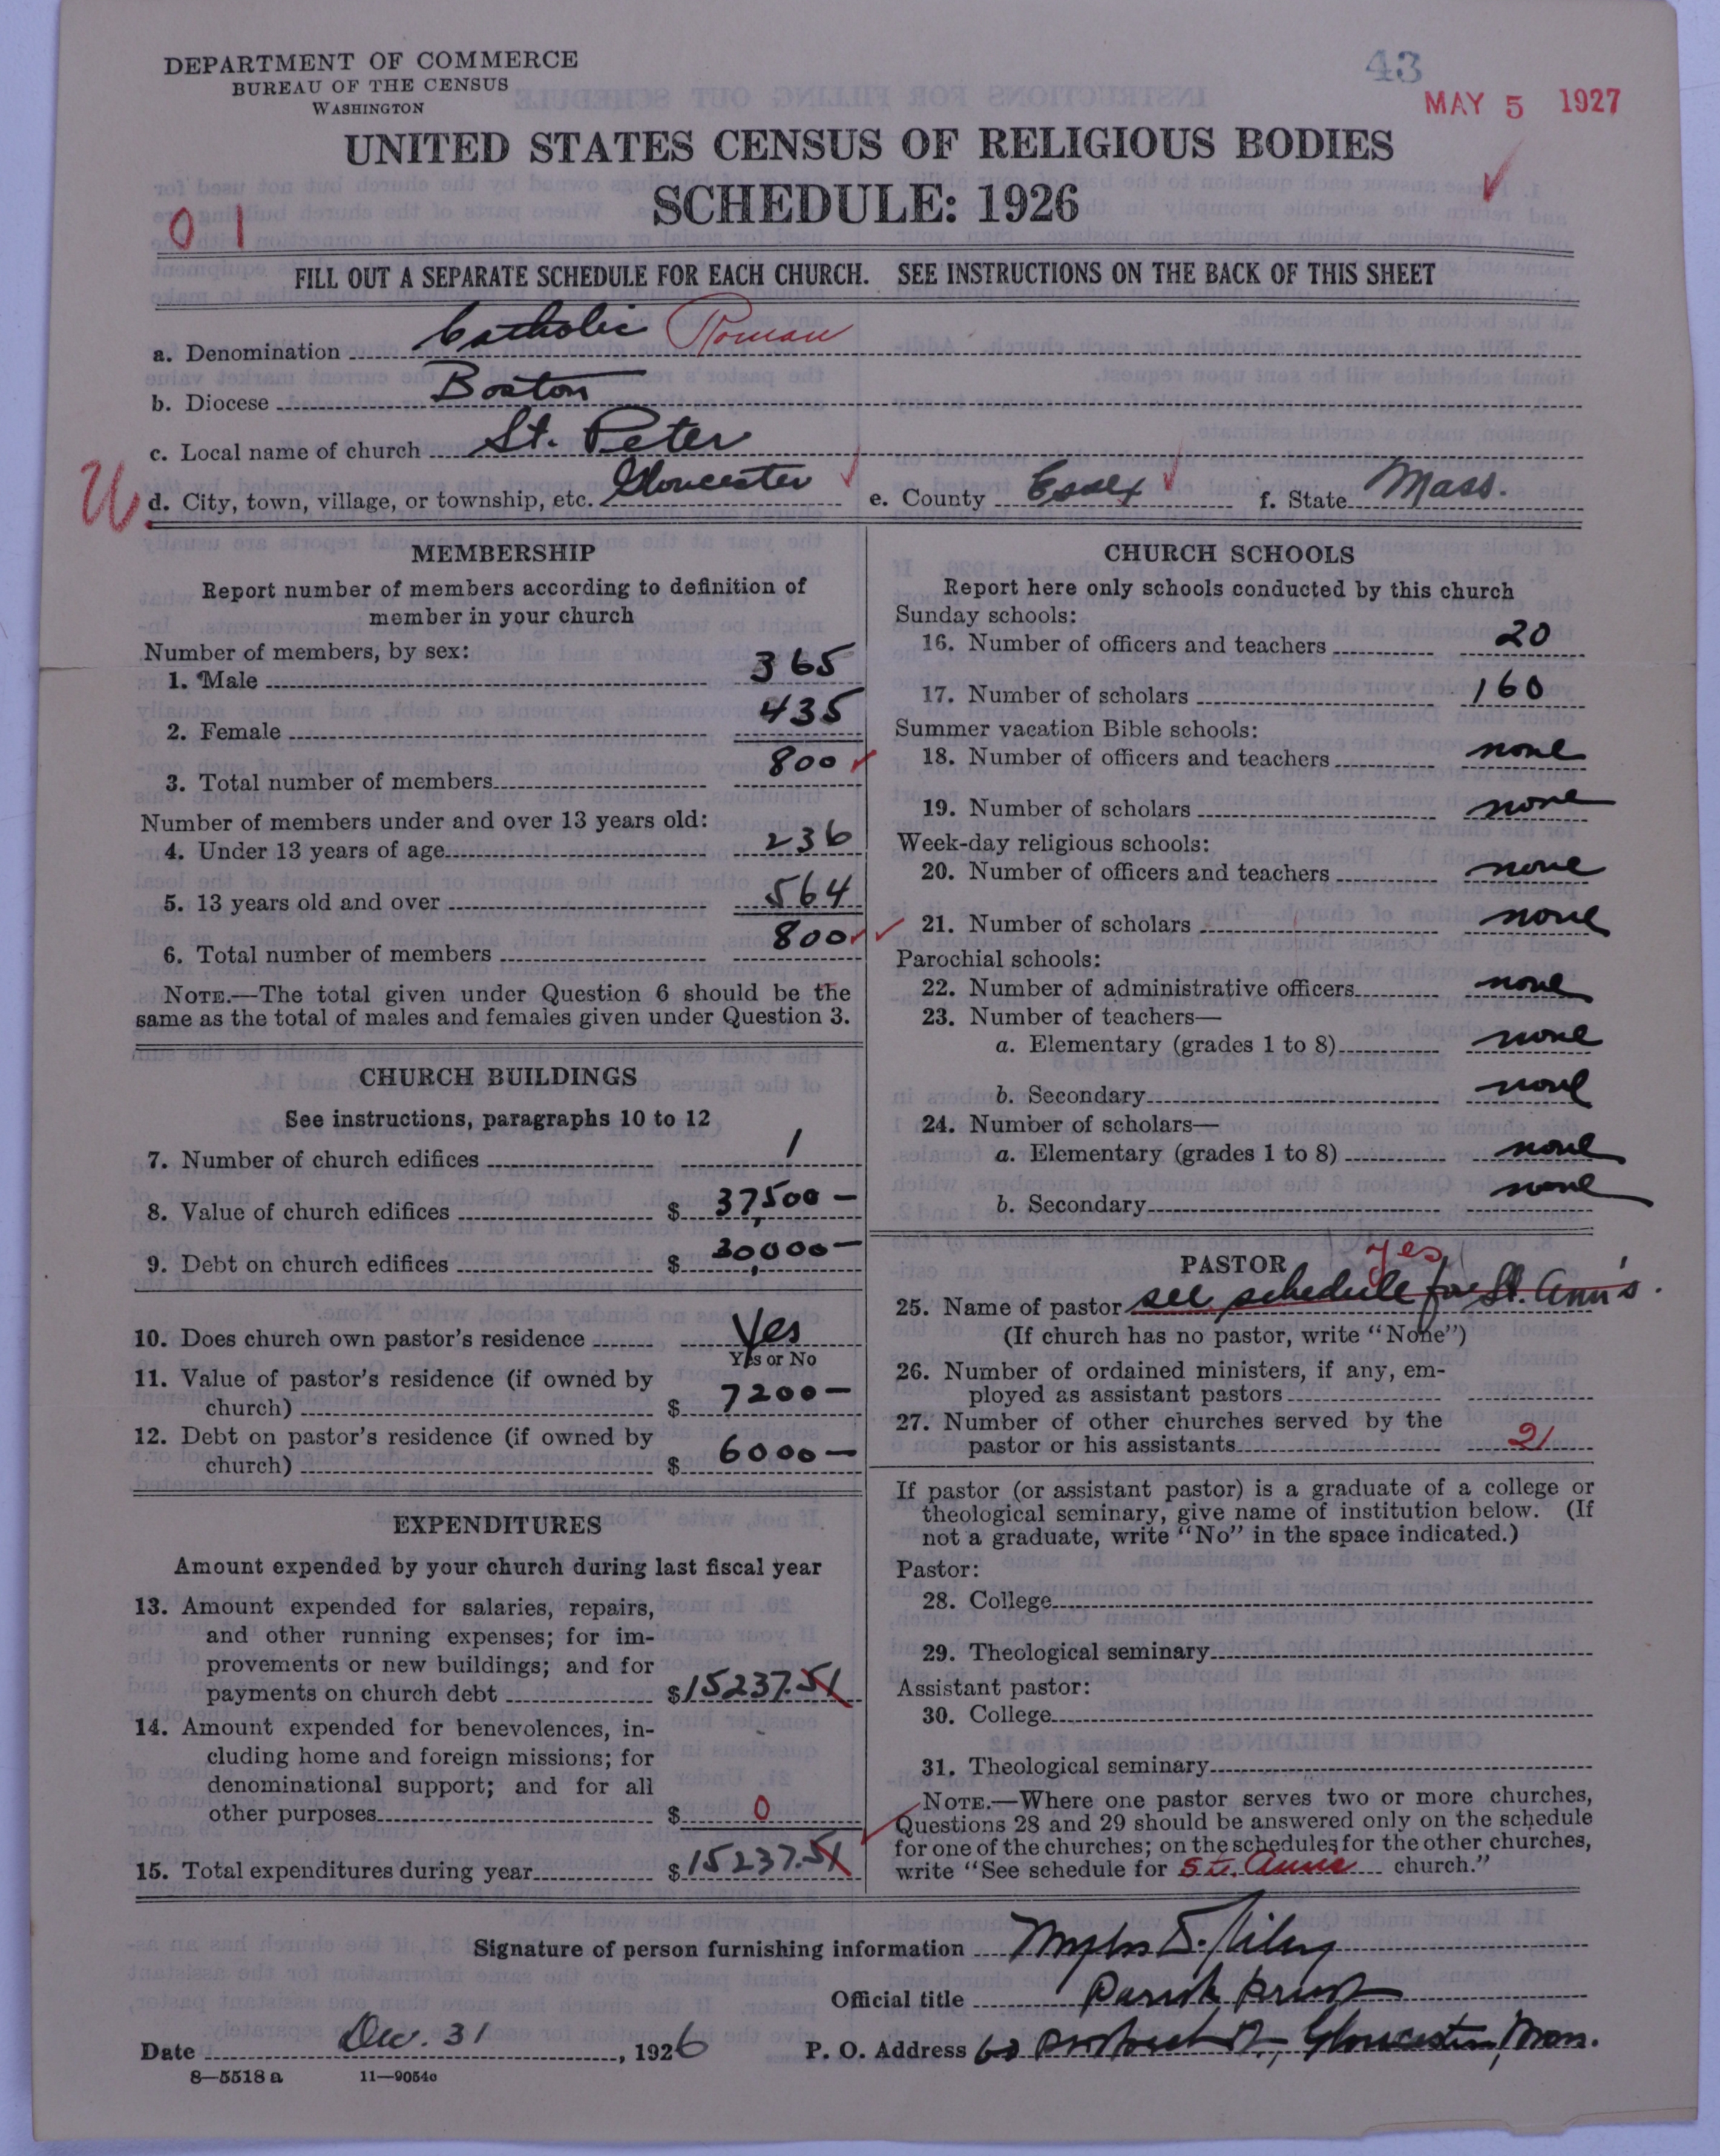 DEPARTMENT OF COMMERCE
BUREAU OF THE CENSUS
WASHINGTON
43
MAY 5 1927
UNITED STATES CENSUS OF RELIGIOUS BODIES
SCHEDULE: 1926
01
FILL OUT A SEPARATE SCHEDULE FOR EACH CHURCH. SEE INSTRUCTIONS ON THE BACK OF THIS SHEET
a. Denomination Catholic Roman
b. Diocese Boston
c. Local name of church St. Peter
d. City, town, village, or township, etc. Gloucester e. County Essex f. State Mass.
MEMBERSHIP
Report number of members according to definition of
member in your church
Number of members, by sex:
1. Male 365
2. Female 435
3. Total number of members 800
Number of members under and over 13 years old:
4. Under 13 years of age 236
5. 13 years old and over 564
6. Total number of members 800
NOTE.—The total given under Question 6 should be the
same as the total of males and females given under Question 3.
CHURCH BUILDINGS
See instructions, paragraphs 10 to 12
7. Number of church edifices 1
8. Value of church edifices $ 37,500 —
9. Debt on church edifices $ 30,000 —
10. Does church own pastor's residence Yes
Yes or No
11. Value of pastor's residence (if owned by
church) $ 7200 —
12. Debt on pastor's residence (if owned by
church) $ 6000 —
EXPENDITURES
Amount expended by your church during last fiscal year
13. Amount expended for salaries, repairs,
and other running expenses; for im-
provements or new buildings; and for
payments on church debt $ 15237.51
14. Amount expended for benevolences, in-
cluding home and foreign missions; for
denominational support; and for all
other purposes $ 0
15. Total expenditures during year $ 15237.51
CHURCH SCHOOLS
Report here only schools conducted by this church
Sunday schools:
16. Number of officers and teachers 20
17. Number of scholars 160
Summer vacation Bible schools:
18. Number of officers and teachers none
19. Number of scholars none
Week-day religious schools:
20. Number of officers and teachers none
21. Number of scholars none
Parochial schools:
22. Number of administrative officers none
23. Number of teachers—
a. Elementary (grades 1 to 8) none
b. Secondary none
24. Number of scholars—
a. Elementary (grades 1 to 8) none
b. Secondary none
PASTOR yes
25. Name of pastor see schedule for St. Ann's.
(If church has no pastor, write "None")
26. Number of ordained ministers, if any, em-
ployed as assistant pastors
27. Number of other churches served by the
pastor or his assistants
If pastor (or assistant pastor) is a graduate of a college or
theological seminary, give name of institution below. (If
not a graduate, write "No" in the space indicated.)
Pastor:
28. College
29. Theological seminary
Assistant pastor:
30. College
31. Theological seminary
NOTE.—Where one pastor serves two or more churches,
Questions 28 and 29 should be answered only on the schedule
for one of the churches; on the schedules for the other churches,
write "See schedule for St. Anns church."
Signature of person furnishing information Myles D. Kiley
Official title Parish Priest
Date Dec. 31, 1926 P. O. Address Gloucester, Mass.
8—5518 a 11—9054c